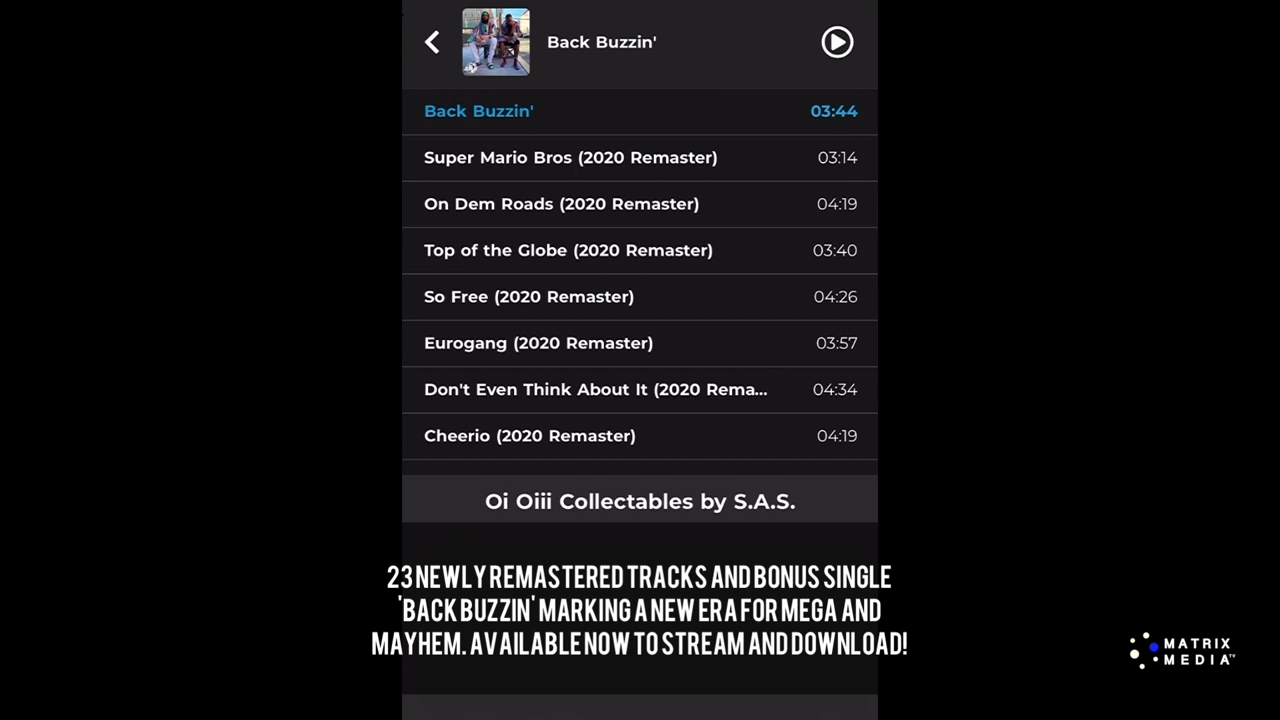 Back Buzzin'
Back Buzzin' 03:44
Super Mario Bros (2020 Remaster) 03:14
On Dem Roads (2020 Remaster) 04:19
Top of the Globe (2020 Remaster) 03:40
So Free (2020 Remaster) 04:26
Eurogang (2020 Remaster) 03:57
Don't Even Think About It (2020 Rema... 04:34
Cheerio (2020 Remaster) 04:19
Oi Oiii Collectables by S.A.S.
23 NEWLY REMASTERED TRACKS AND BONUS SINGLE
'BACK BUZZIN' MARKING A NEW ERA FOR MEGA AND
MAYHEM. AVAILABLE NOW TO STREAM AND DOWNLOAD!
MATRIX
MEDIA TV